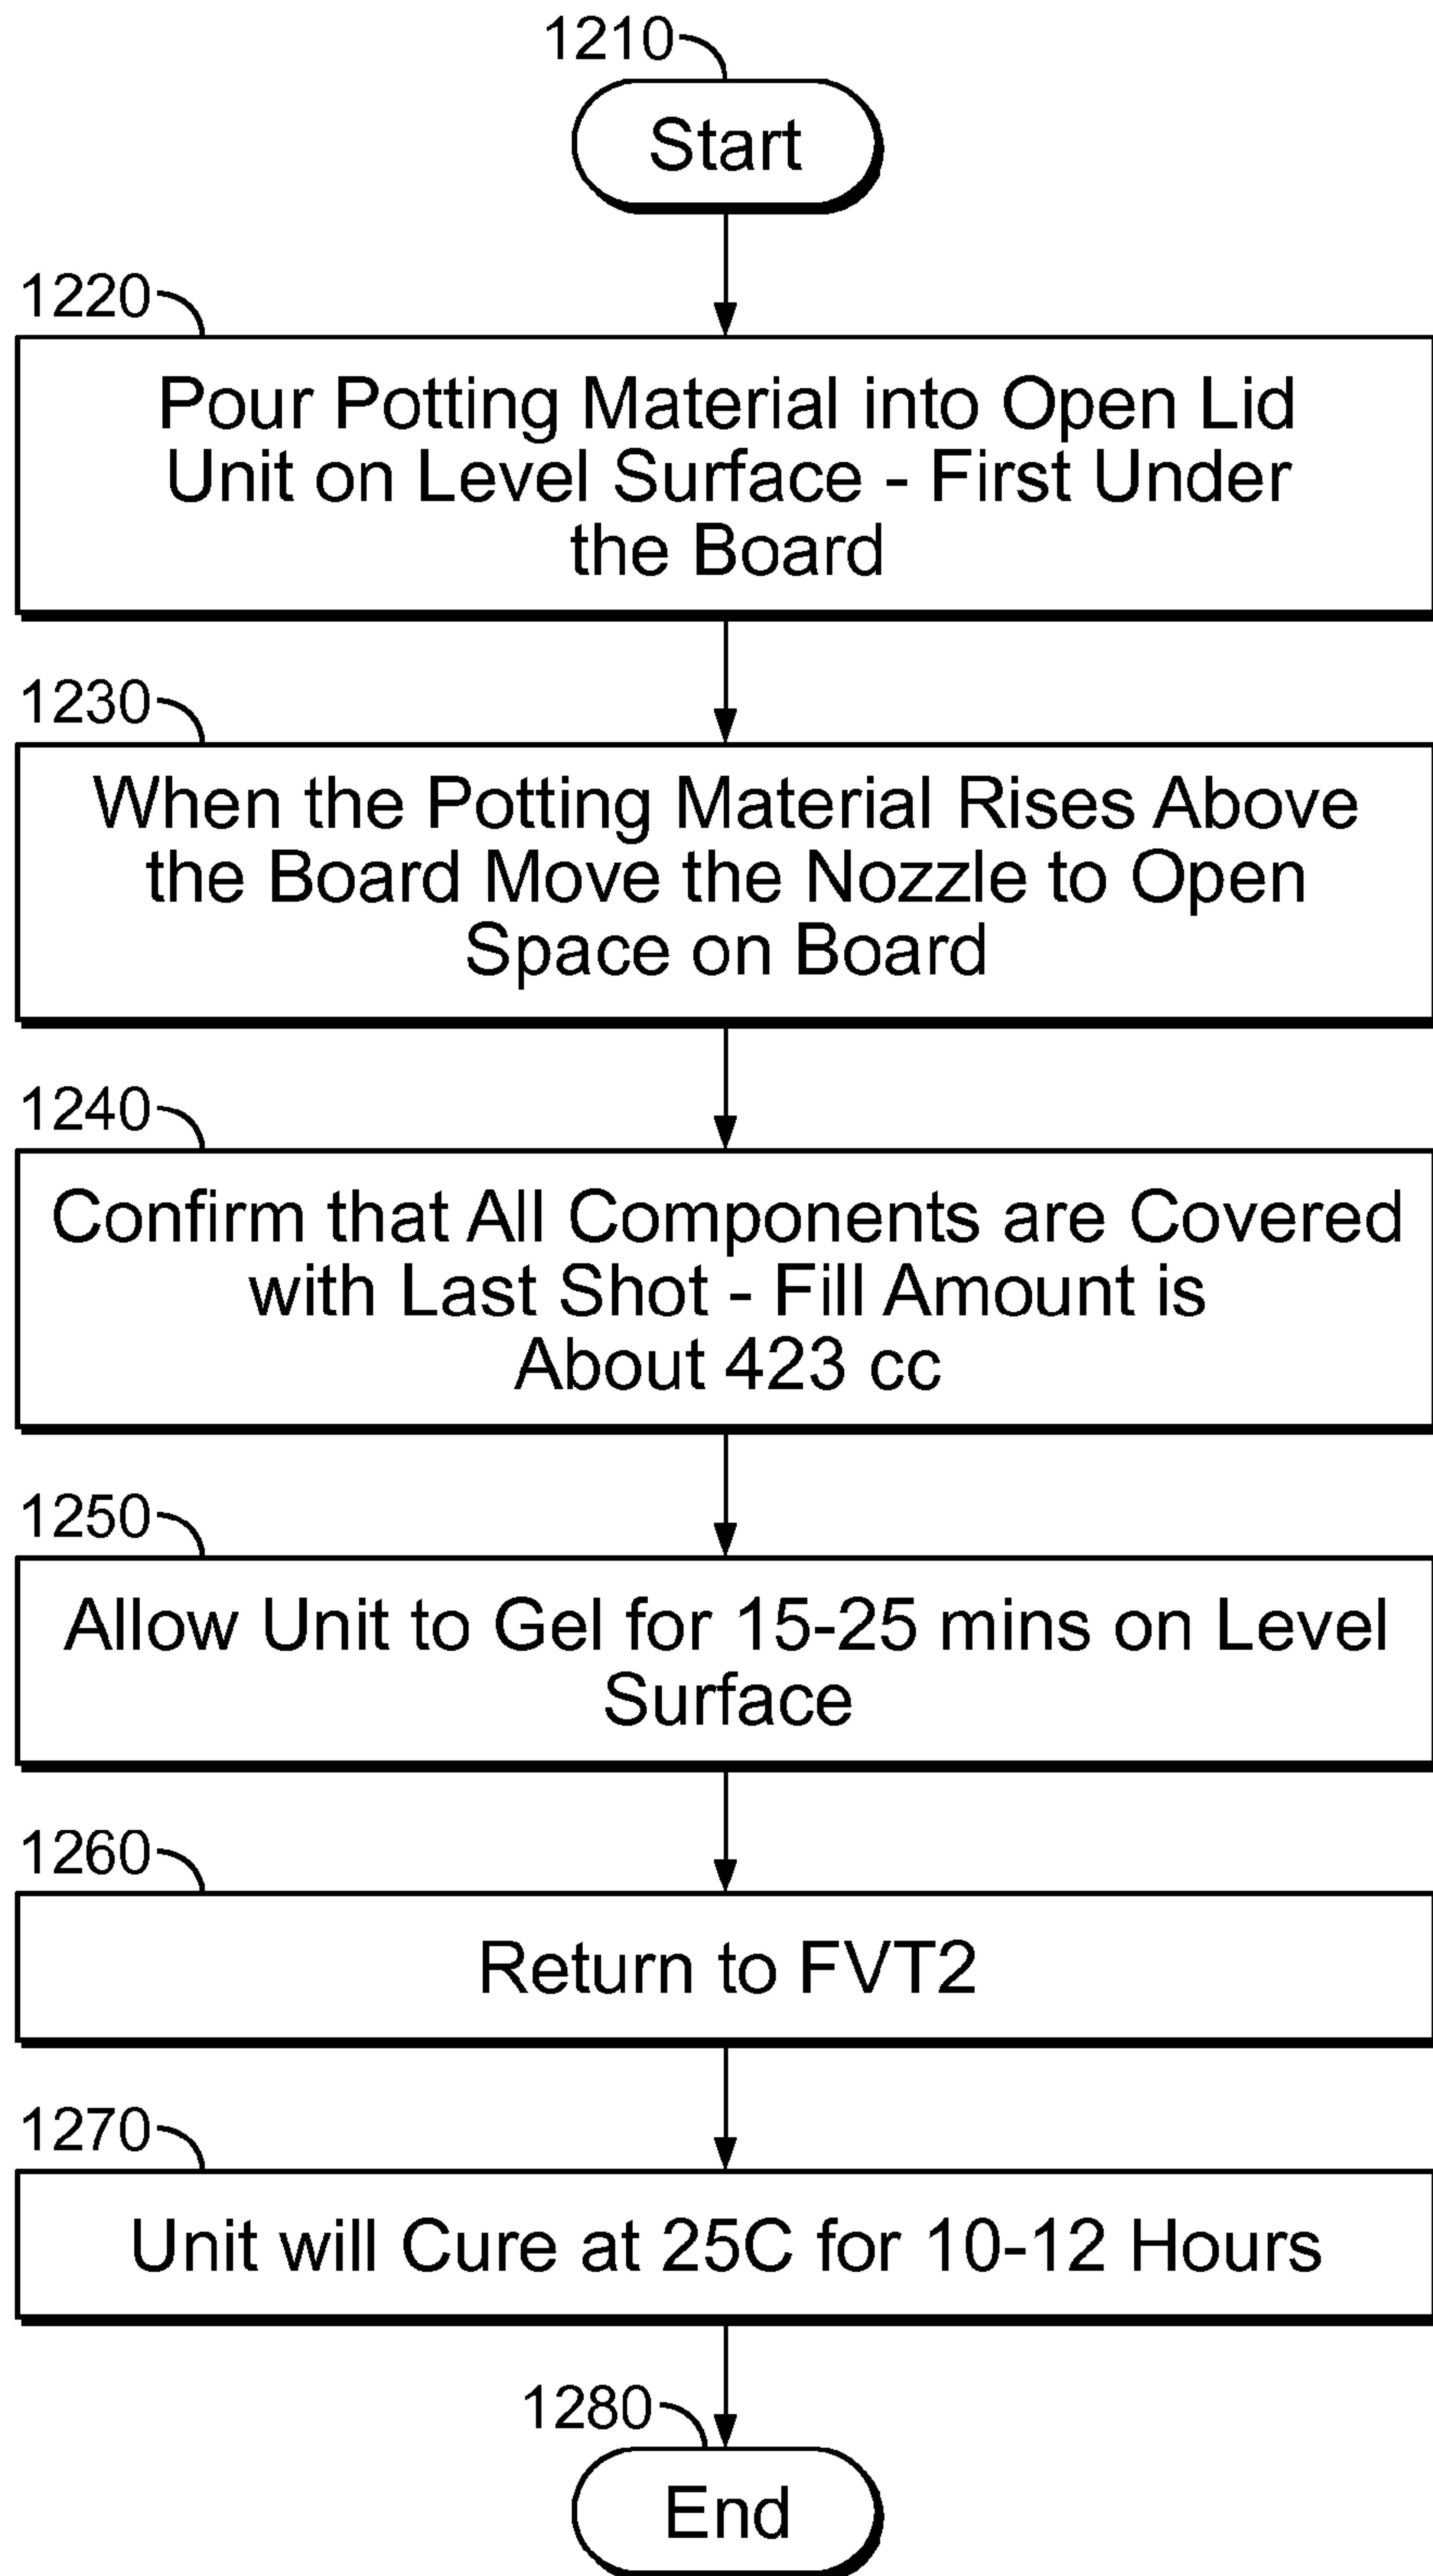 1210
Start
1220
Pour Potting Material into Open Lid
Unit on Level Surface - First Under
the Board
1230
When the Potting Material Rises Above
the Board Move the Nozzle to Open
Space on Board
1240
Confirm that All Components are Covered
with Last Shot - Fill Amount is
About 423 cc
1250
Allow Unit to Gel for 15-25 mins on Level
Surface
1260
Return to FVT2
1270
Unit will Cure at 25C for 10-12 Hours
1280
End